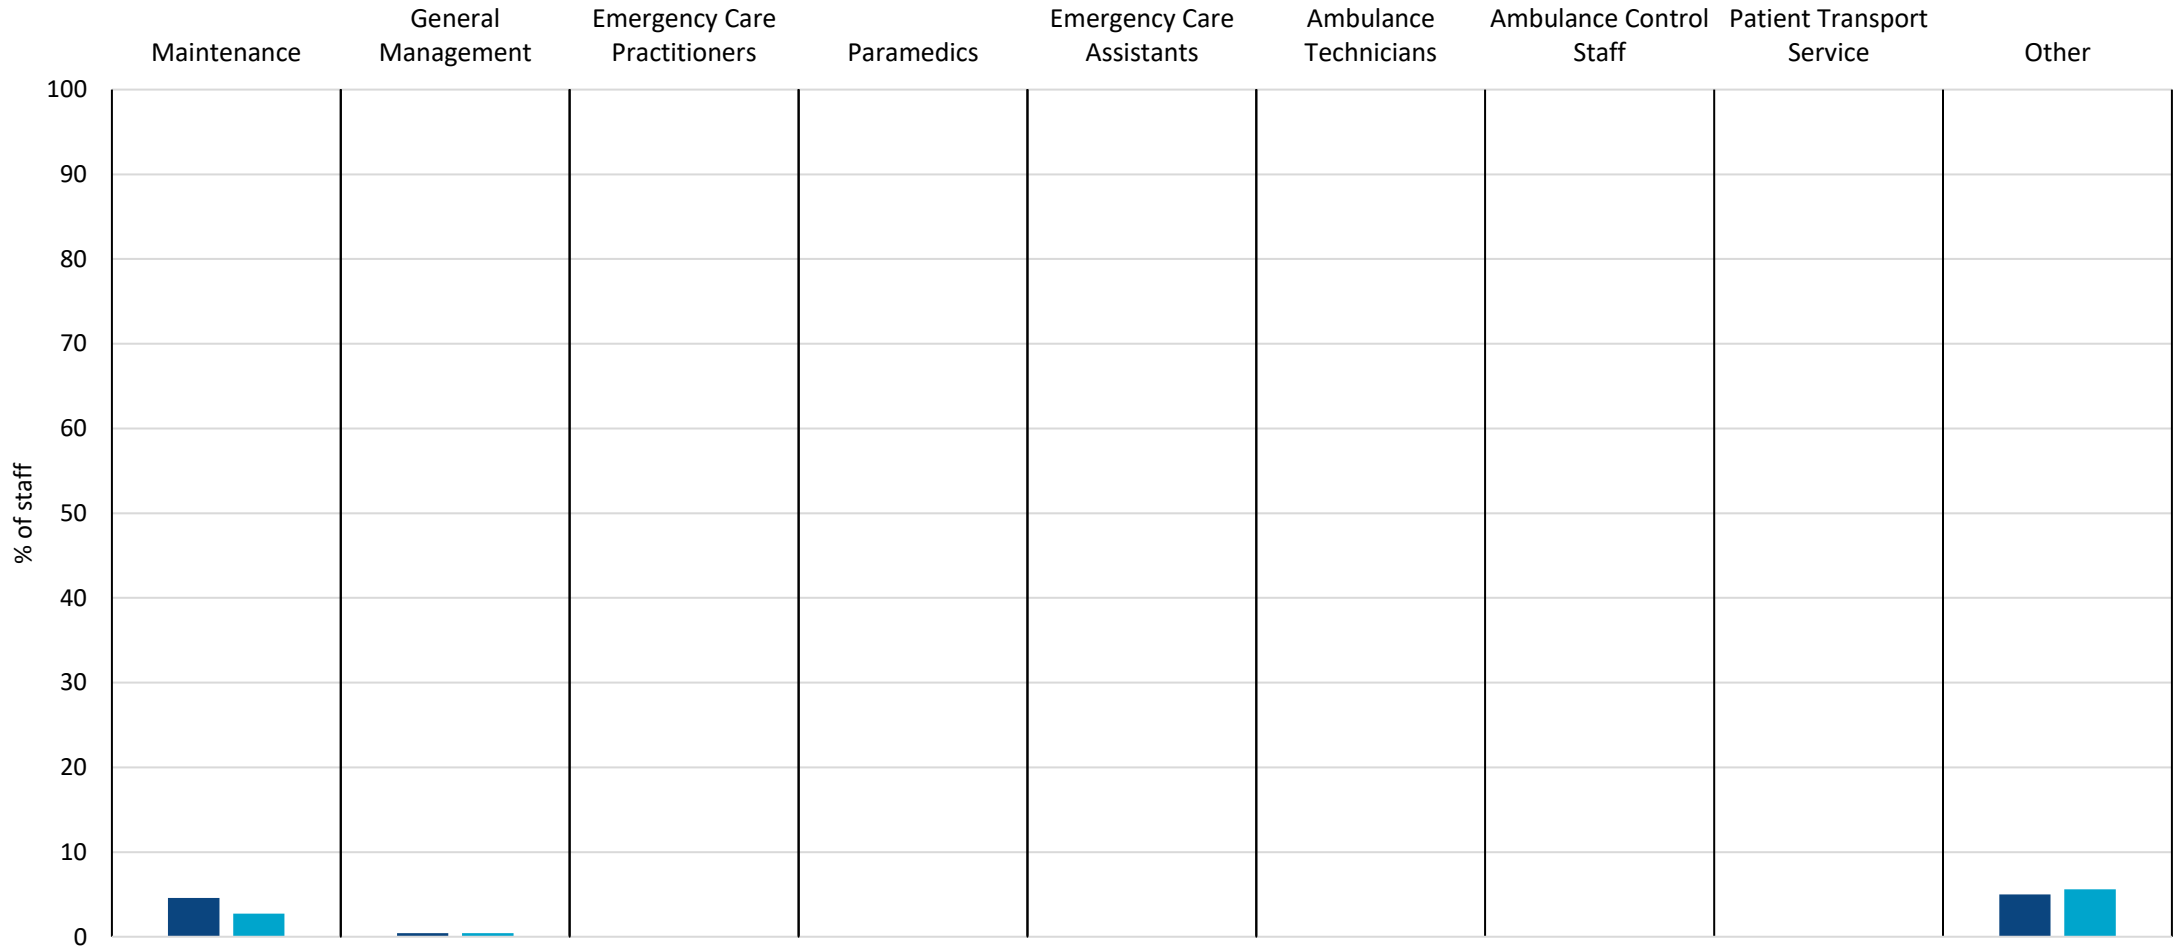 Maintenance
General
Management
Emergency Care
Practitioners
Paramedics
Emergency Care
Assistants
Ambulance
Technicians
Ambulance Control
Staff
Patient Transport
Service
Other
% of staff
100
90
80
70
60
50
40
30
20
10
0